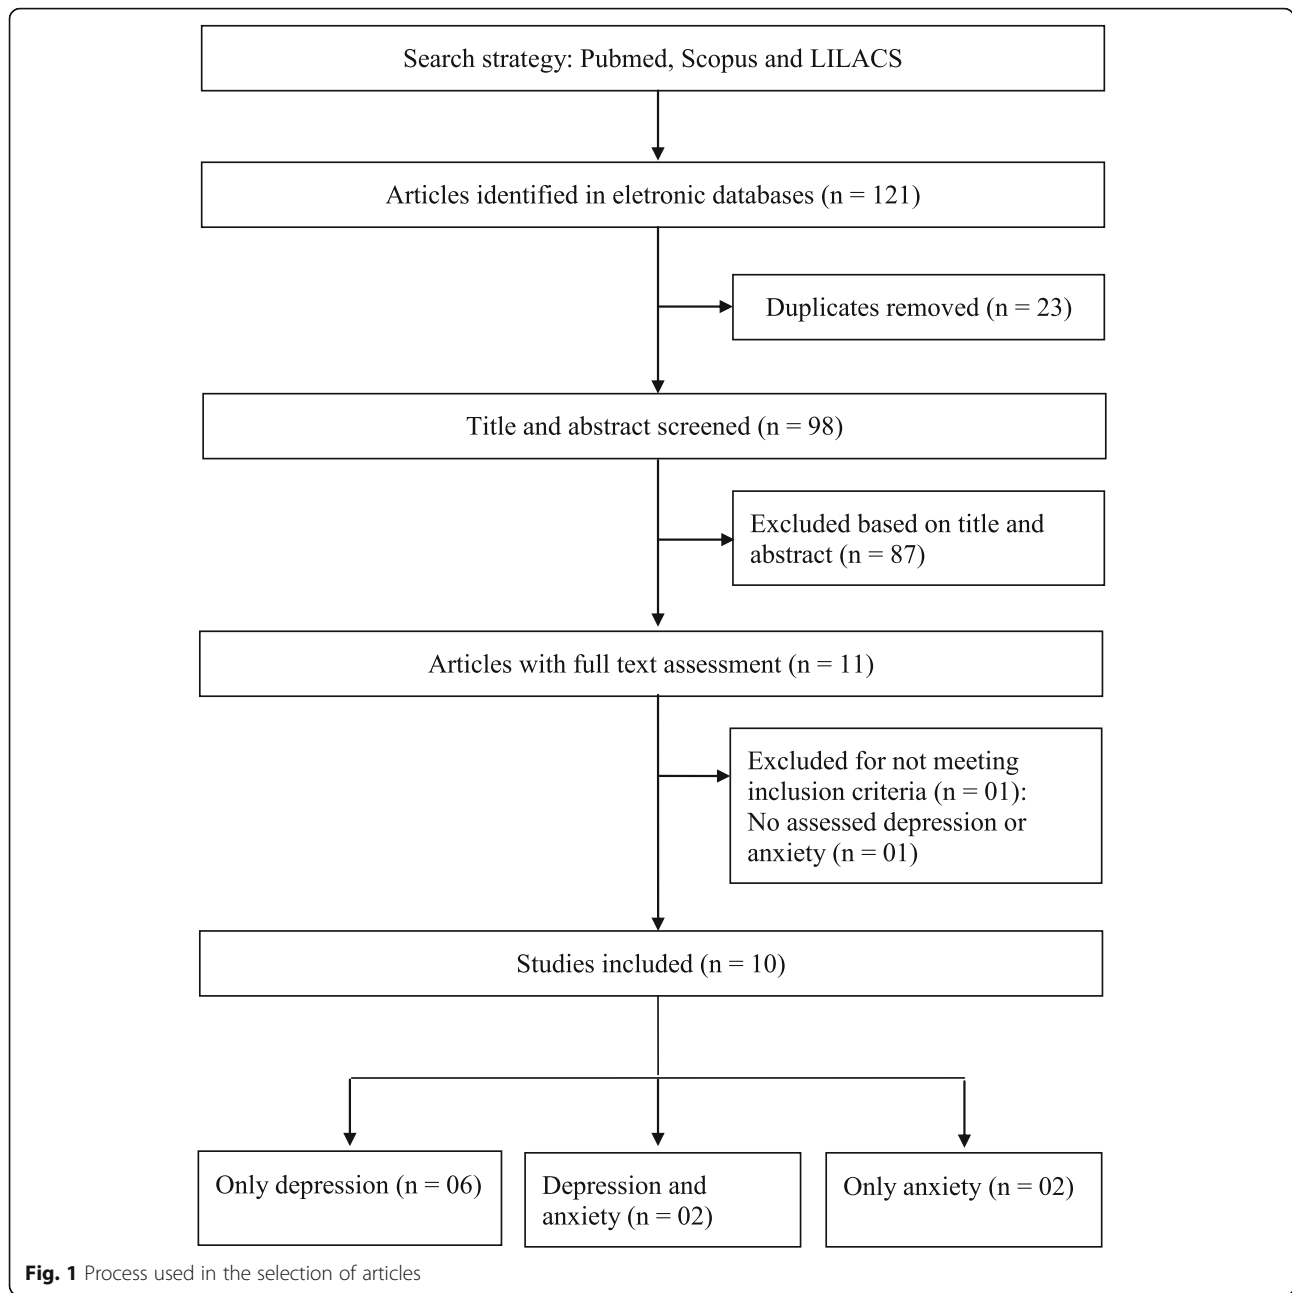 Search strategy: Pubmed, Scopus and LILACS
Articles identified in eletronic databases (n = 121)
Duplicates removed (n = 23)
Title and abstract screened (n = 98)
Excluded based on title and
abstract (n = 87)
Articles with full text assessment (n = 11)
Excluded for not meeting
inclusion criteria (n = 01):
No assessed depression or
anxiety (n = 01)
Studies included (n = 10)
Only depression (n = 06)
Depression and
anxiety (n = 02)
Only anxiety (n = 02)
Fig. 1 Process used in the selection of articles